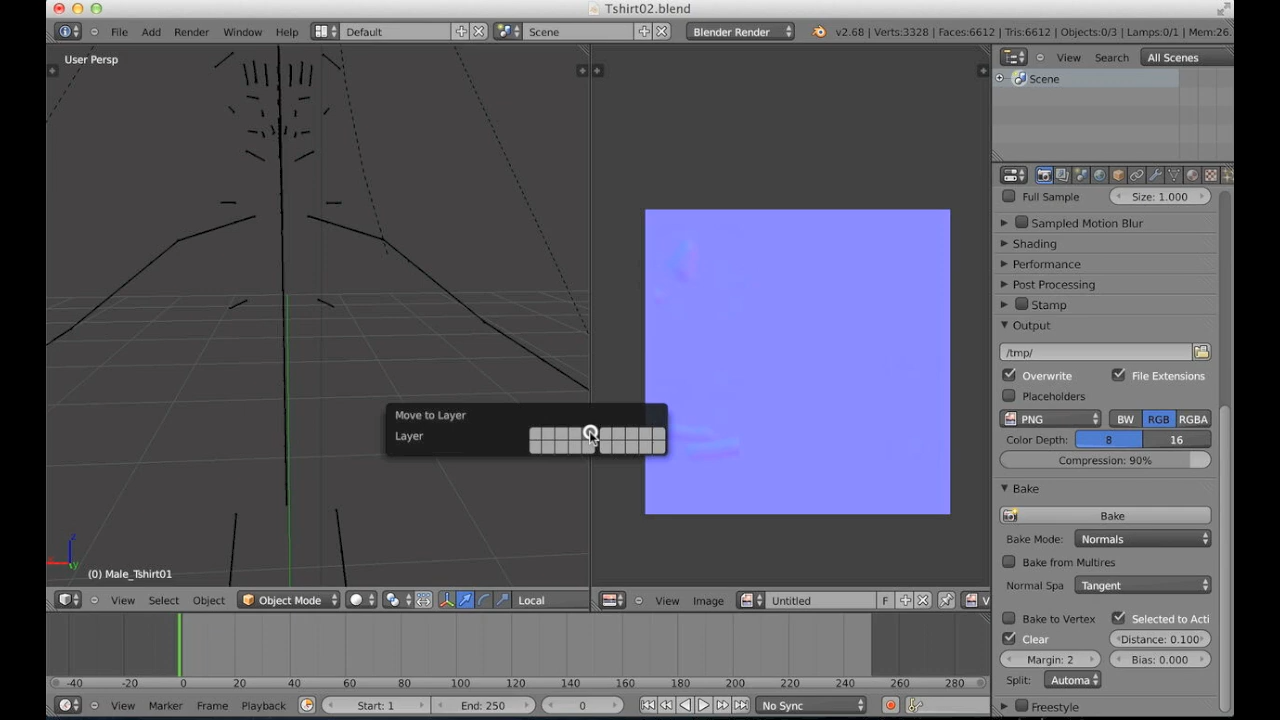 Tshirt02.blend
File Add Render Window Help Default Scene Blender Render v2.68 | Verts:3328 | Faces:6612 | Tris:6612 | Objects:0/3 | Lamps:0/1 | Mem:26.
User Persp
View Search All Scenes
Scene
Full Sample Size: 1.000
Sampled Motion Blur
Shading
Performance
Post Processing
Stamp
Output
/tmp/
Overwrite File Extensions
Placeholders
PNG BW RGB RGBA
Color Depth: 8 16
Compression: 90%
Move to Layer
Layer
Bake
Bake
Bake Mode: Normals
Bake from Multires
Normal Spa Tangent
Bake to Vertex Selected to Acti
Clear Distance: 0.100
Margin: 2 Bias: 0.000
Split: Automa
Freestyle
(0) Male_Tshirt01
View Select Object Object Mode Local
View Image Untitled F V
-40 -20 0 20 40 60 80 100 120 140 160 180 200 220 240 260 280
View Marker Frame Playback Start: 1 End: 250 0 No Sync